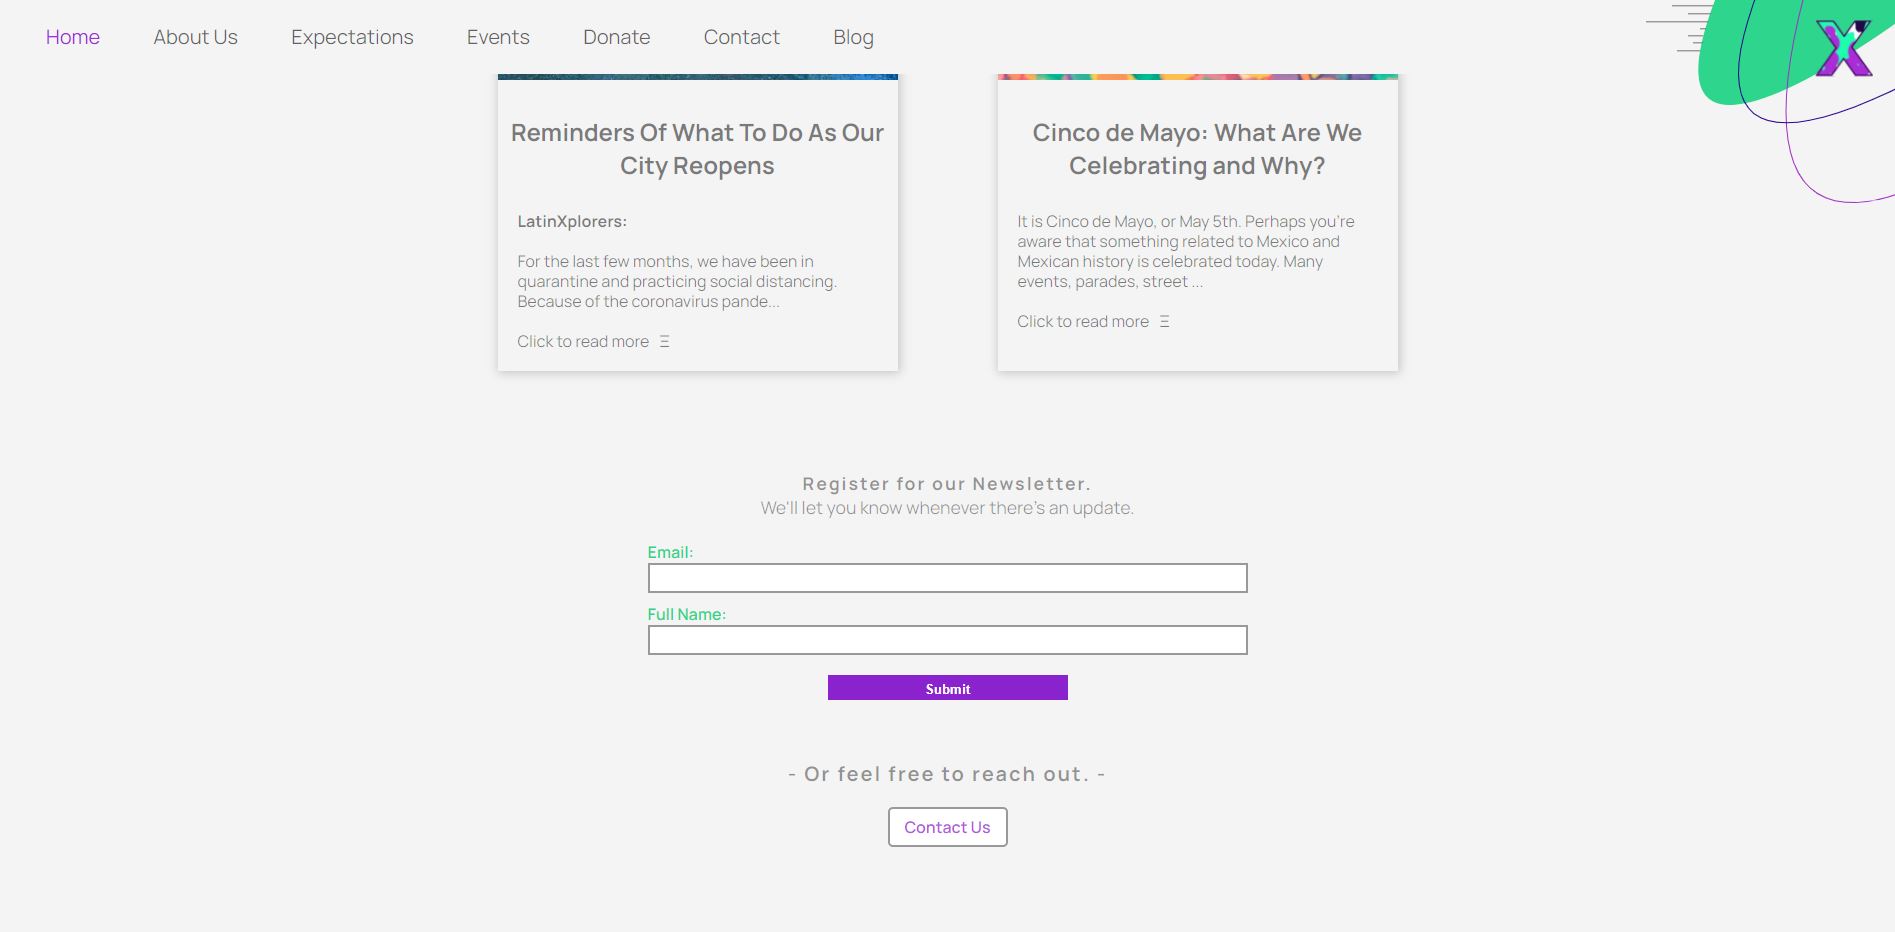 Home About Us Expectations Events Donate Contact Blog
X
Reminders Of What To Do As Our
City Reopens
LatinXplorers:
For the last few months, we have been in
quarantine and practicing social distancing.
Because of the coronavirus pande...
Click to read more Ξ
Cinco de Mayo: What Are We
Celebrating and Why?
It is Cinco de Mayo, or May 5th. Perhaps you're
aware that something related to Mexico and
Mexican history is celebrated today. Many
events, parades, street ...
Click to read more Ξ
Register for our Newsletter.
We'll let you know whenever there's an update.
Email:
Full Name:
Submit
- Or feel free to reach out. -
Contact Us